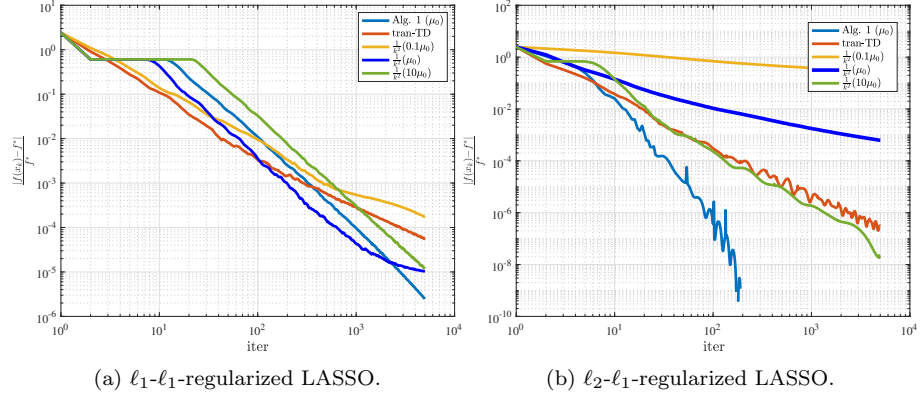 10^2
10^1
10^0
10^-1
10^-2
10^-3
10^-4
10^-5
10^-6
|f(x_k)-f*|
f*
10^0 10^1 10^2 10^3 10^4
iter
Alg. 1 (μ_0)
tran-TD
1/k^2(0.1μ_0)
1/k^2(μ_0)
1/k^2(10μ_0)
(a) ℓ_1-ℓ_1-regularized LASSO.
10^2
10^0
10^-2
10^-4
10^-6
10^-8
10^-10
|f(x_k)-f*|
f*
10^0 10^1 10^2 10^3 10^4
iter
Alg. 1 (μ_0)
tran-TD
1/k^2(0.1μ_0)
1/k^2(μ_0)
1/k^2(10μ_0)
(b) ℓ_2-ℓ_1-regularized LASSO.